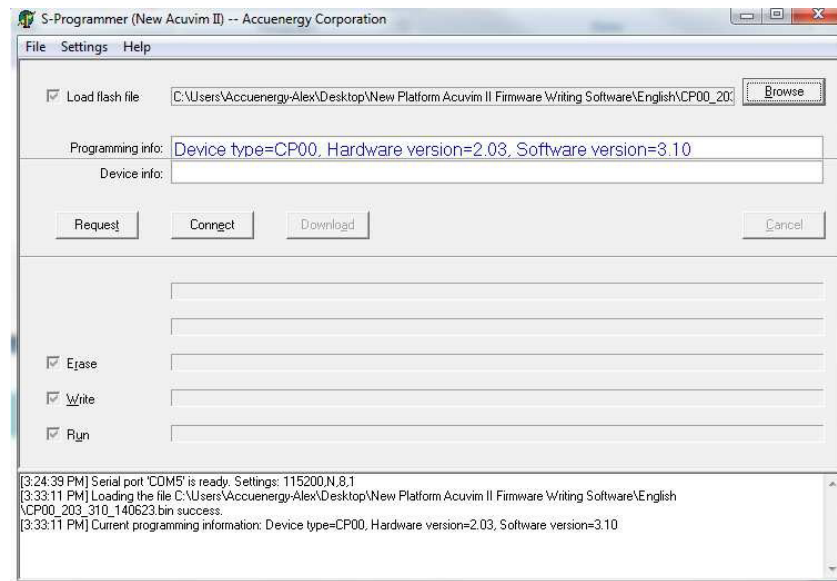 S-Programmer (New Acuvim II) -- Accuenergy Corporation
File Settings Help
Load flash file C:\Users\Accuenergy-Alex\Desktop\New Platform Acuvim II Firmware Writing Software\English\CP00_203 Browse
Programming info: Device type=CP00, Hardware version=2.03, Software version=3.10
Device info:
Request Connect Download Cancel
Erase
Write
Run
[3:24:39 PM] Serial port 'COM5' is ready. Settings: 115200,N,8,1
[3:33:11 PM] Loading the file C:\Users\Accuenergy-Alex\Desktop\New Platform Acuvim II Firmware Writing Software\English
\CP00_203_310_140623.bin success.
[3:33:11 PM] Current programming information: Device type=CP00, Hardware version=2.03, Software version=3.10